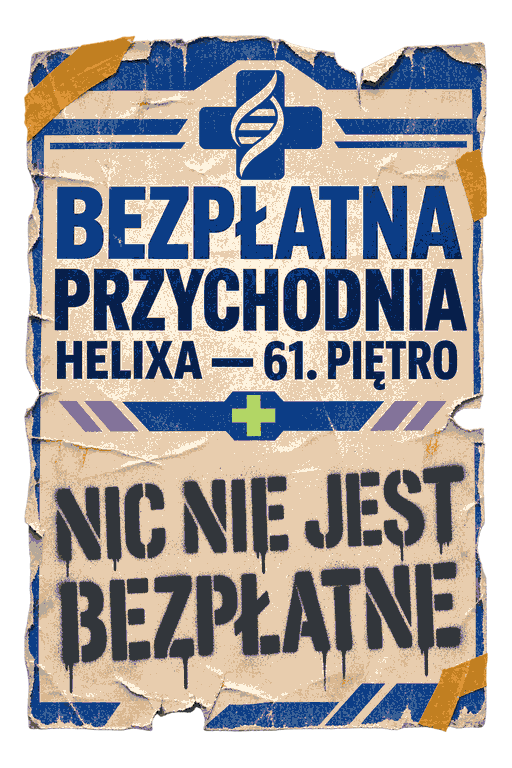 BEZPŁATNA
PRZYCHODNIA
HELIXA — 61. PIĘTRO
NIC NIE JEST
BEZPŁATNE